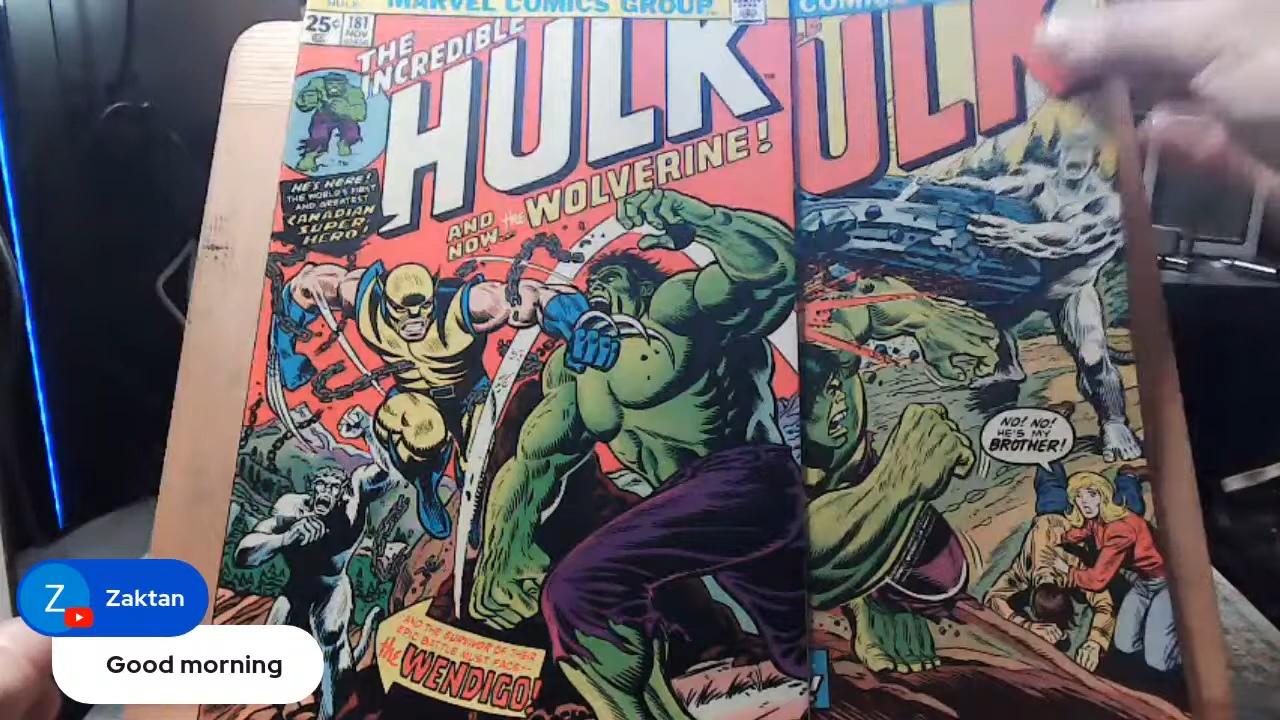 MARVEL COMICS GROUP
25¢ 181
NOV
THE
INCREDIBLE
HULK
AND
NOW... the WOLVERINE!
HE'S HERE!
THE WORLD'S FIRST
AND GREATEST
CANADIAN
SUPER
HERO!
AND THE SURVIVOR OF THEIR
EPIC BATTLE MUST FACE--
the WENDIGO!
COMICS
ULK
NO! NO!
HE'S MY
BROTHER!
Z Zaktan
Good morning